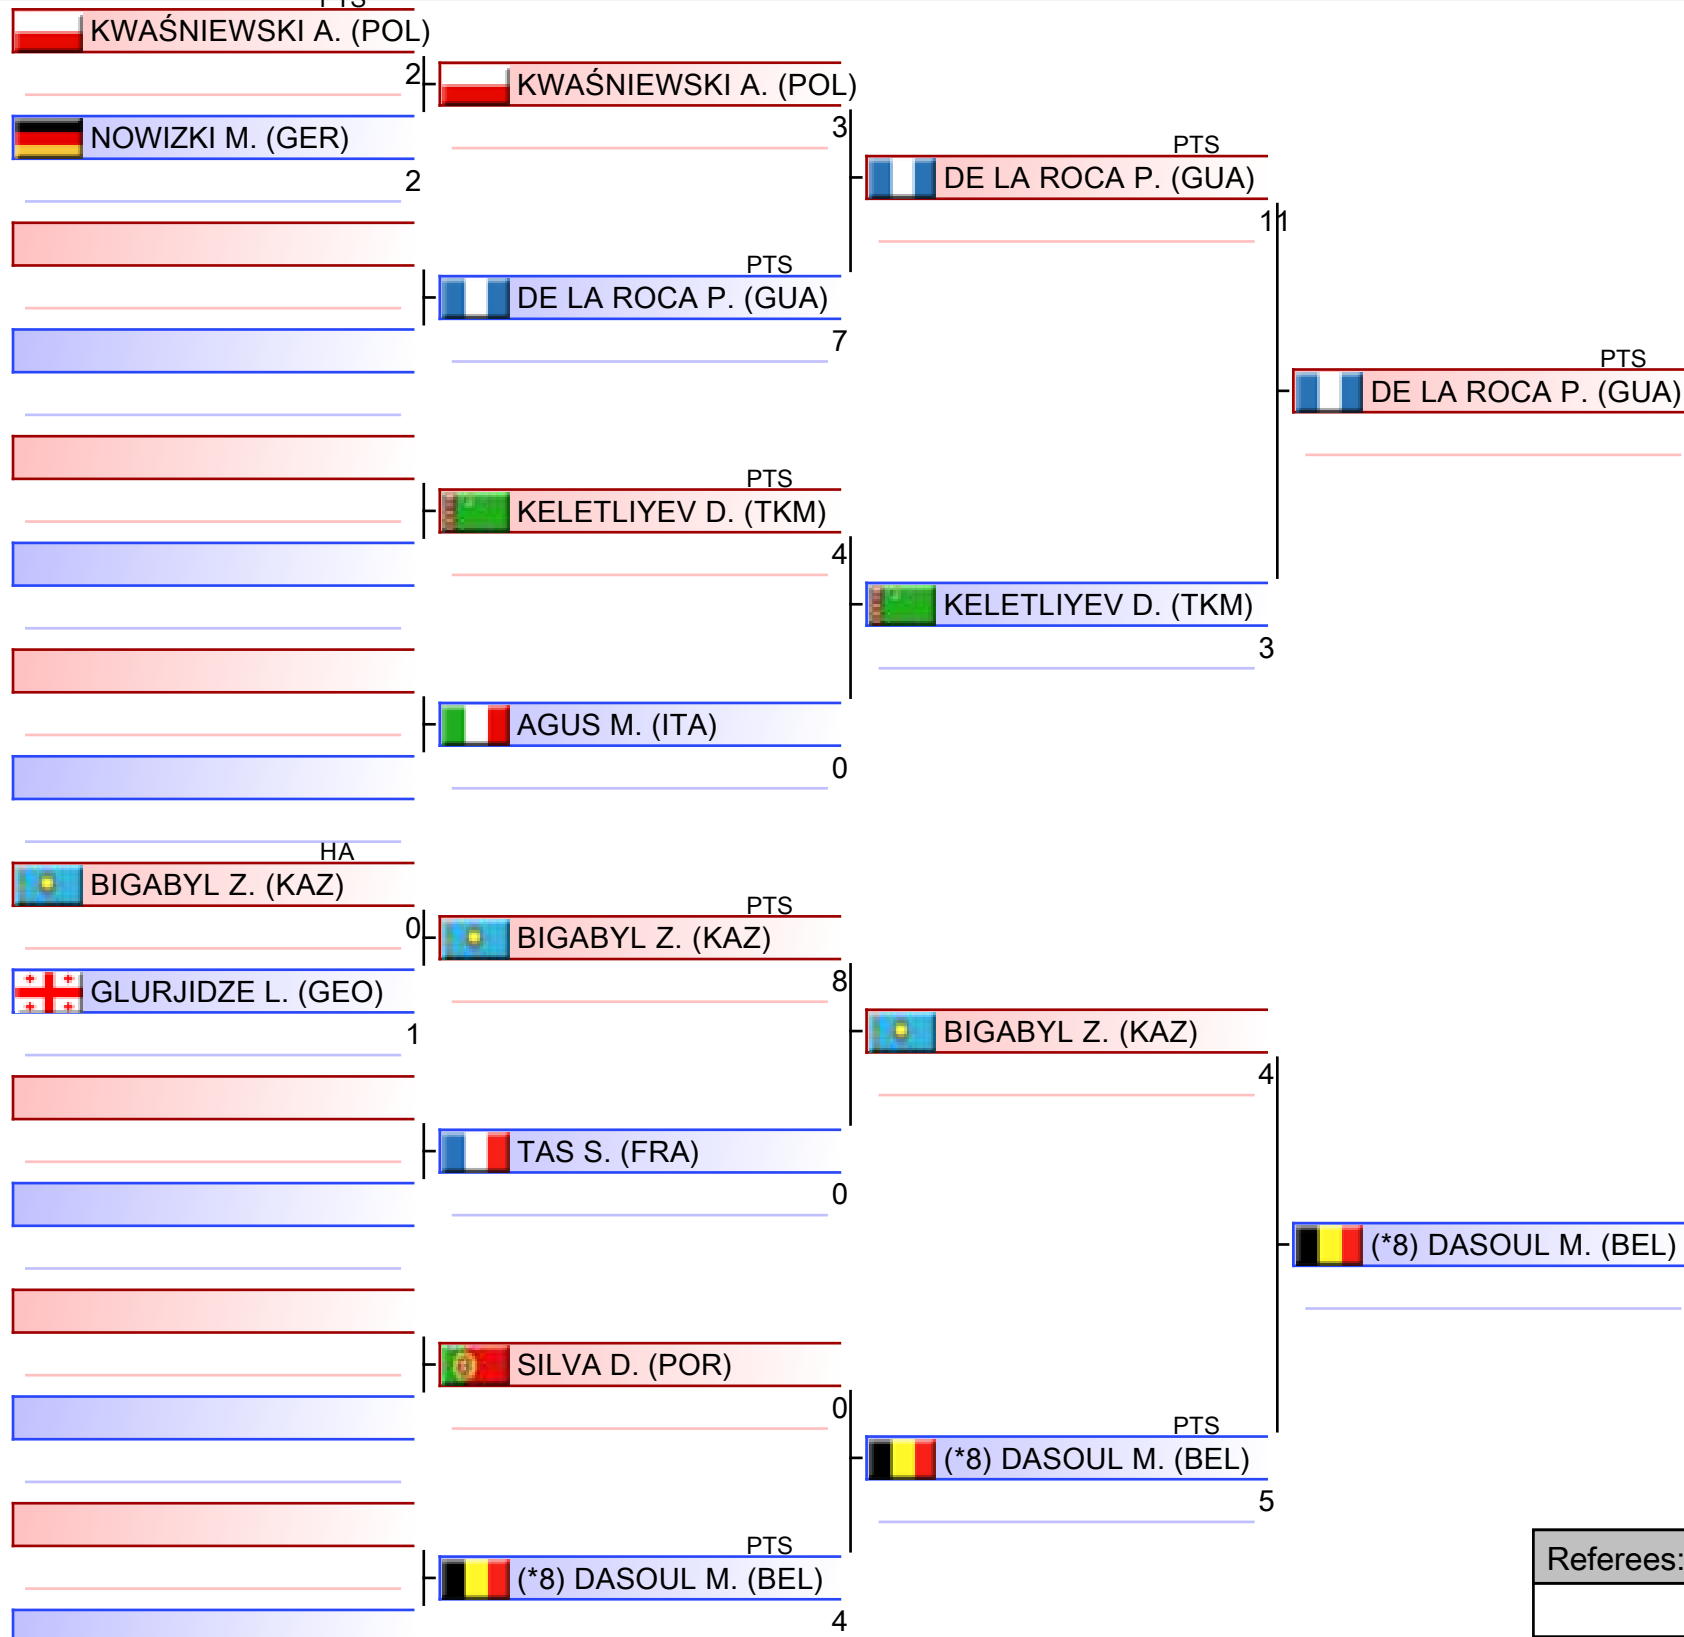 PTS
KWAŚNIEWSKI A. (POL)
2
NOWIZKI M. (GER)
2
HA
BIGABYL Z. (KAZ)
0
GLURJIDZE L. (GEO)
1
KWAŚNIEWSKI A. (POL)
3
PTS
DE LA ROCA P. (GUA)
7
PTS
KELETLIYEV D. (TKM)
4
AGUS M. (ITA)
0
PTS
BIGABYL Z. (KAZ)
8
TAS S. (FRA)
0
SILVA D. (POR)
0
PTS
(*8) DASOUL M. (BEL)
4
PTS
DE LA ROCA P. (GUA)
11
KELETLIYEV D. (TKM)
3
BIGABYL Z. (KAZ)
4
PTS
(*8) DASOUL M. (BEL)
5
PTS
DE LA ROCA P. (GUA)
(*8) DASOUL M. (BEL)
Referees: